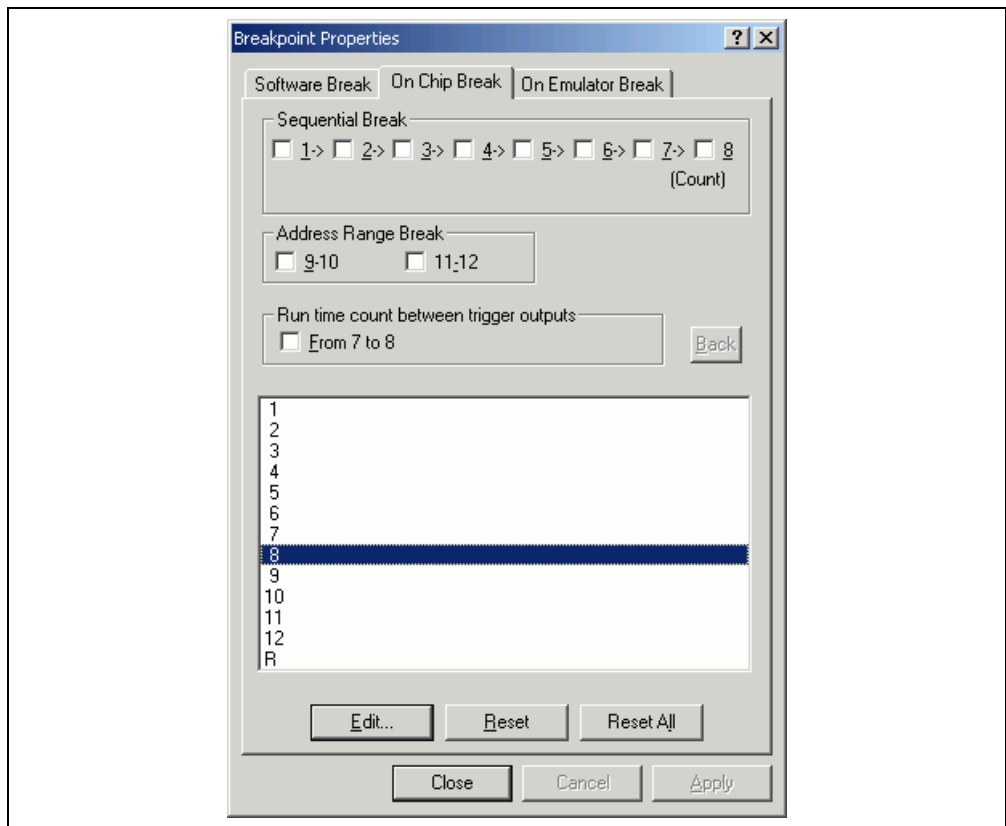 Breakpoint Properties
Software Break On Chip Break On Emulator Break
Sequential Break
1-> 2-> 3-> 4-> 5-> 6-> 7-> 8
(Count)
Address Range Break
9-10 11-12
Run time count between trigger outputs
From 7 to 8
Back
1
2
3
4
5
6
7
8
9
10
11
12
R
Edit... Reset Reset All
Close Cancel Apply